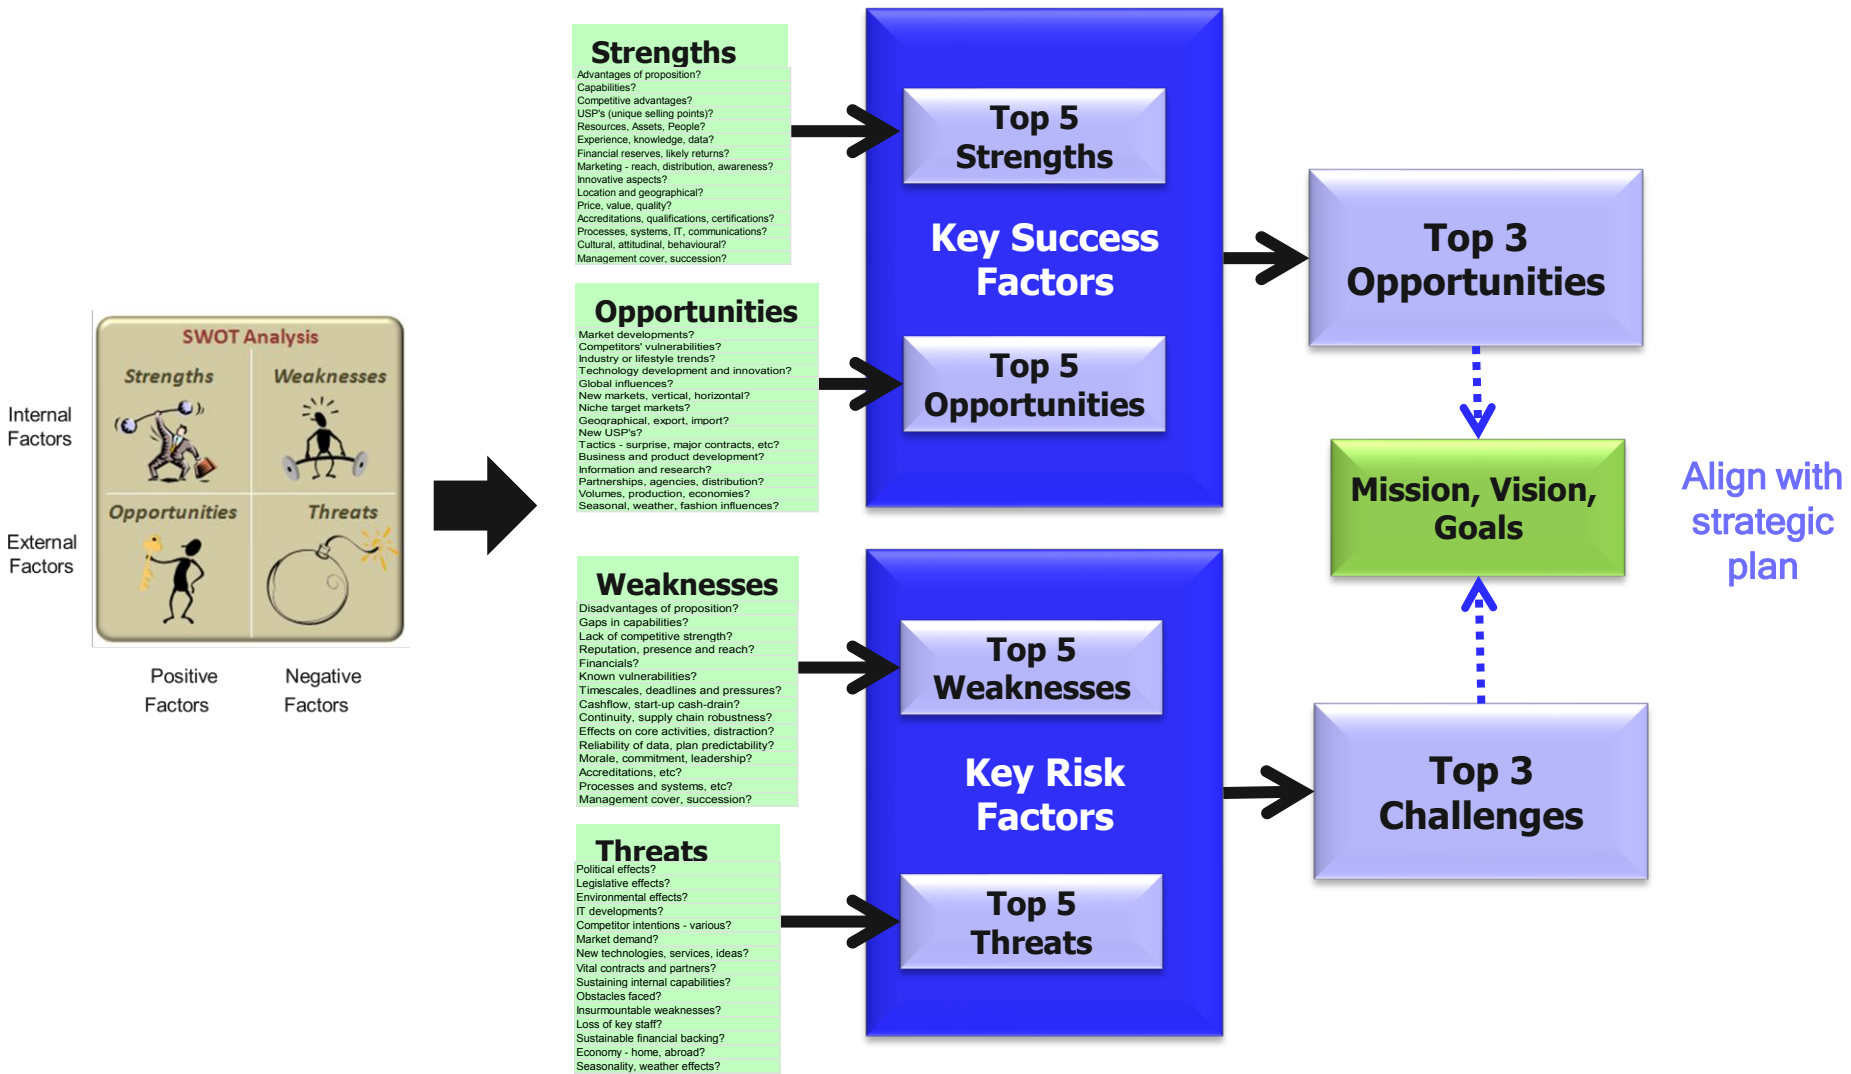 Internal
Factors
External
Factors
SWOT Analysis
Strengths
Weaknesses
Opportunities
Threats
Positive
Factors
Negative
Factors
Strengths
Advantages of proposition?
Capabilities?
Competitive advantages?
USP's (unique selling points)?
Resources, Assets, People?
Experience, knowledge, data?
Financial reserves, likely returns?
Marketing - reach, distribution, awareness?
Innovative aspects?
Location and geographical?
Price, value, quality?
Accreditations, qualifications, certifications?
Processes, systems, IT, communications?
Cultural, attitudinal, behavioural?
Management cover, succession?
Opportunities
Market developments?
Competitors' vulnerabilities?
Industry or lifestyle trends?
Technology development and innovation?
Global influences?
New markets, vertical, horizontal?
Niche target markets?
Geographical, export, import?
New USP's?
Tactics - surprise, major contracts, etc?
Business and product development?
Information and research?
Partnerships, agencies, distribution?
Volumes, production, economies?
Seasonal, weather, fashion influences?
Weaknesses
Disadvantages of proposition?
Gaps in capabilities?
Lack of competitive strength?
Reputation, presence and reach?
Financials?
Known vulnerabilities?
Timescales, deadlines and pressures?
Cashflow, start-up cash-drain?
Continuity, supply chain robustness?
Effects on core activities, distraction?
Reliability of data, plan predictability?
Morale, commitment, leadership?
Accreditations, etc?
Processes and systems, etc?
Management cover, succession?
Threats
Political effects?
Legislative effects?
Environmental effects?
IT developments?
Competitor intentions - various?
Market demand?
New technologies, services, ideas?
Vital contracts and partners?
Sustaining internal capabilities?
Obstacles faced?
Insurmountable weaknesses?
Loss of key staff?
Sustainable financial backing?
Economy - home, abroad?
Seasonality, weather effects?
Top 5
Strengths
Key Success
Factors
Top 5
Opportunities
Top 5
Weaknesses
Key Risk
Factors
Top 5
Threats
Top 3
Opportunities
Mission, Vision,
Goals
Top 3
Challenges
Align with
strategic
plan